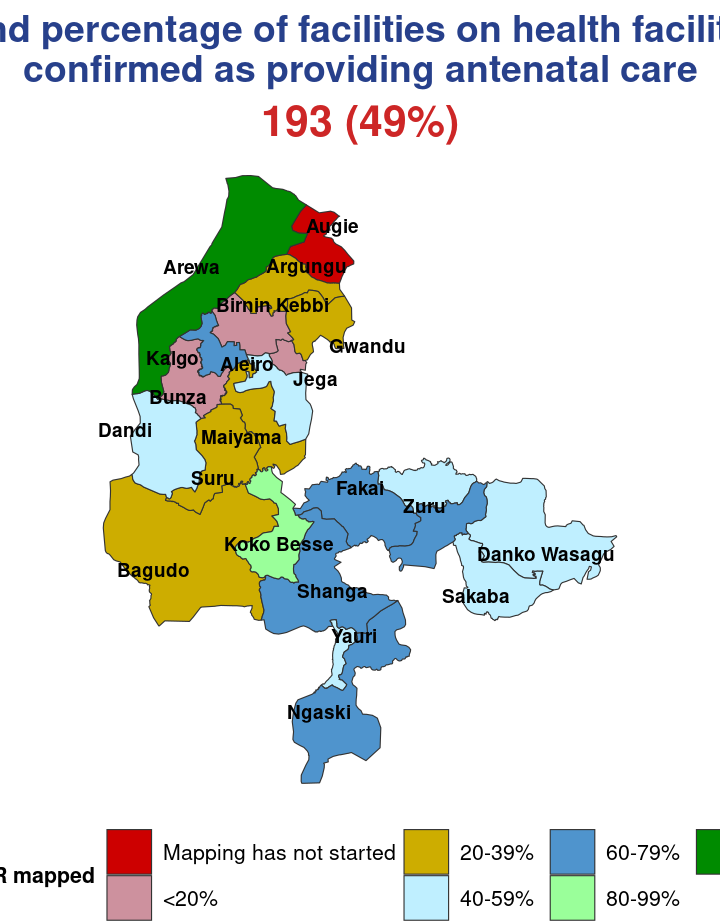 nd percentage of facilities on health facilit
confirmed as providing antenatal care
193 (49%)
Augie
Arewa
Argungu
Birnin Kebbi
Gwandu
Kalgo
Aleiro
Jega
Bunza
Dandi
Maiyama
Suru
Fakai
Zuru
Koko Besse
Danko Wasagu
Bagudo
Shanga
Sakaba
Yauri
Ngaski
R mapped
Mapping has not started
20-39%
60-79%
<20%
40-59%
80-99%